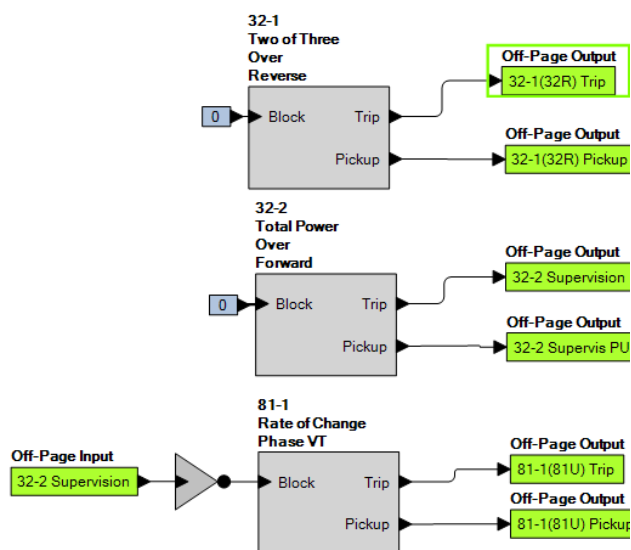 32-1
Two of Three
Over
Reverse
Off-Page Output
32-1(32R) Trip
0
Block
Trip
Off-Page Output
Pickup
32-1(32R) Pickup
32-2
Total Power
Over
Forward
Off-Page Output
32-2 Supervision
0
Block
Trip
Off-Page Output
Pickup
32-2 Supervis PU
81-1
Rate of Change
Phase VT
Off-Page Input
32-2 Supervision
Off-Page Output
81-1(81U) Trip
Block
Trip
Off-Page Output
Pickup
81-1(81U) Pickup